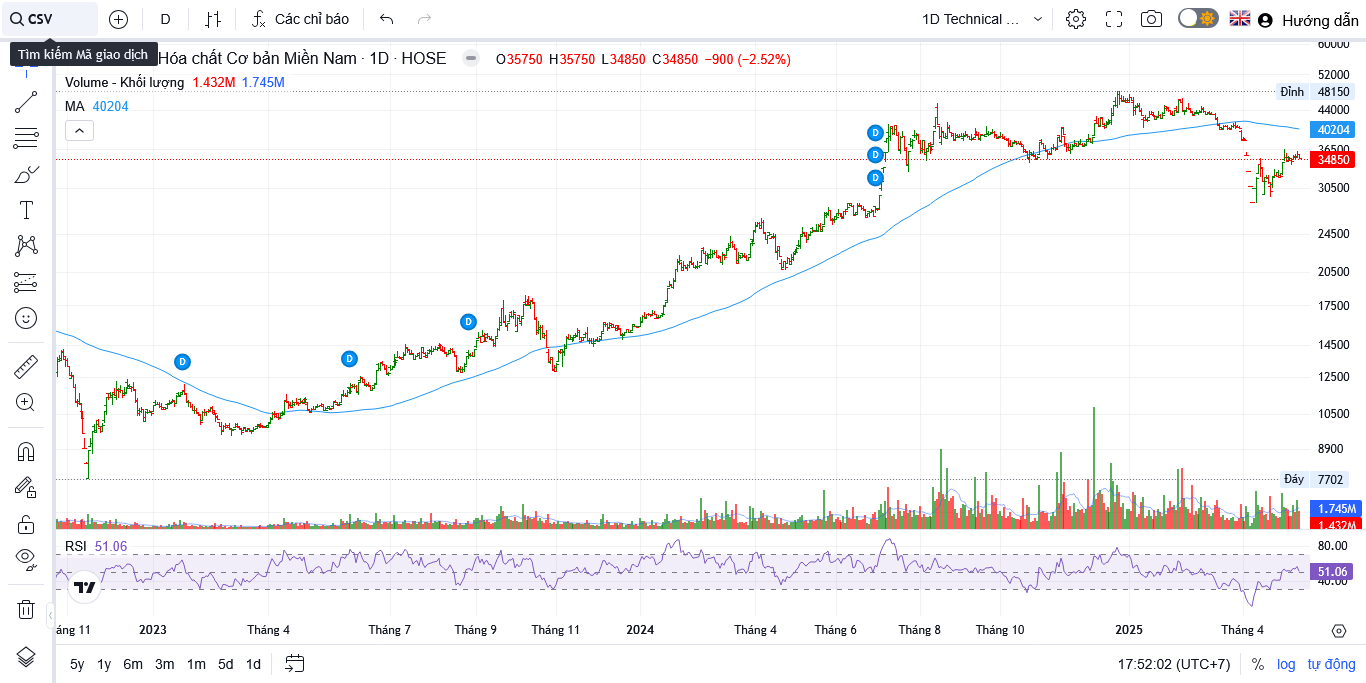 CSV
D
Các chỉ báo
1D Technical ...
Hướng dẫn
Tìm kiếm Mã giao dịch
Hóa chất Cơ bản Miền Nam · 1D · HOSE
O35750 H35750 L34850 C34850 −900 (−2.52%)
Volume - Khối lượng 1.432M 1.745M
MA 40204
60000
52000
Đỉnh 48150
44000
40204
36500
34850
30500
24500
20500
17500
14500
12500
10500
8900
Đáy 7702
1.745M
1.432M
D
D
D
D
D
D
RSI 51.06
80.00
51.06
40.00
áng 11 2023 Tháng 4 Tháng 7 Tháng 9 Tháng 11 2024 Tháng 4 Tháng 6 Tháng 8 Tháng 10 2025 Tháng 4
5y 1y 6m 3m 1m 5d 1d
17:52:02 (UTC+7) % log tự động